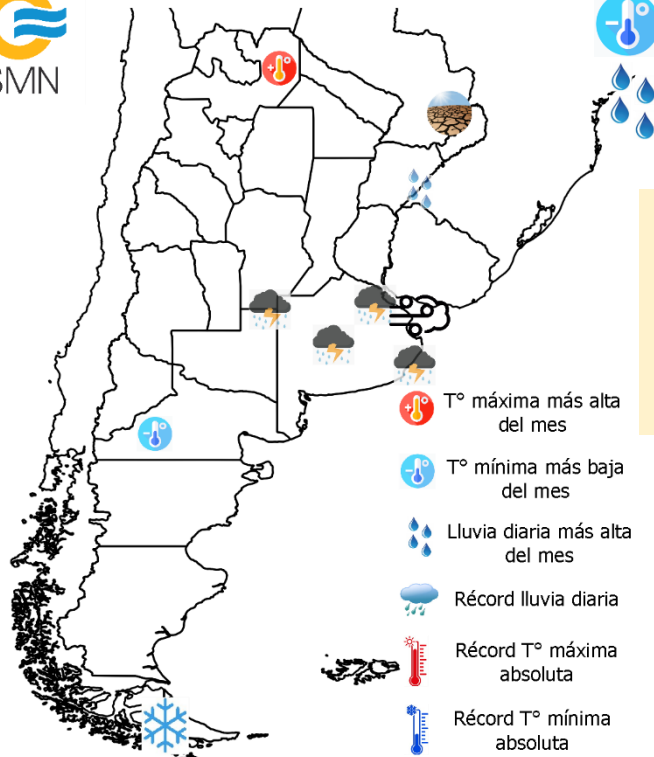 SMN
T° máxima más alta
del mes
T° mínima más baja
del mes
Lluvia diaria más alta
del mes
Récord lluvia diaria
Récord T° máxima
absoluta
Récord T° mínima
absoluta